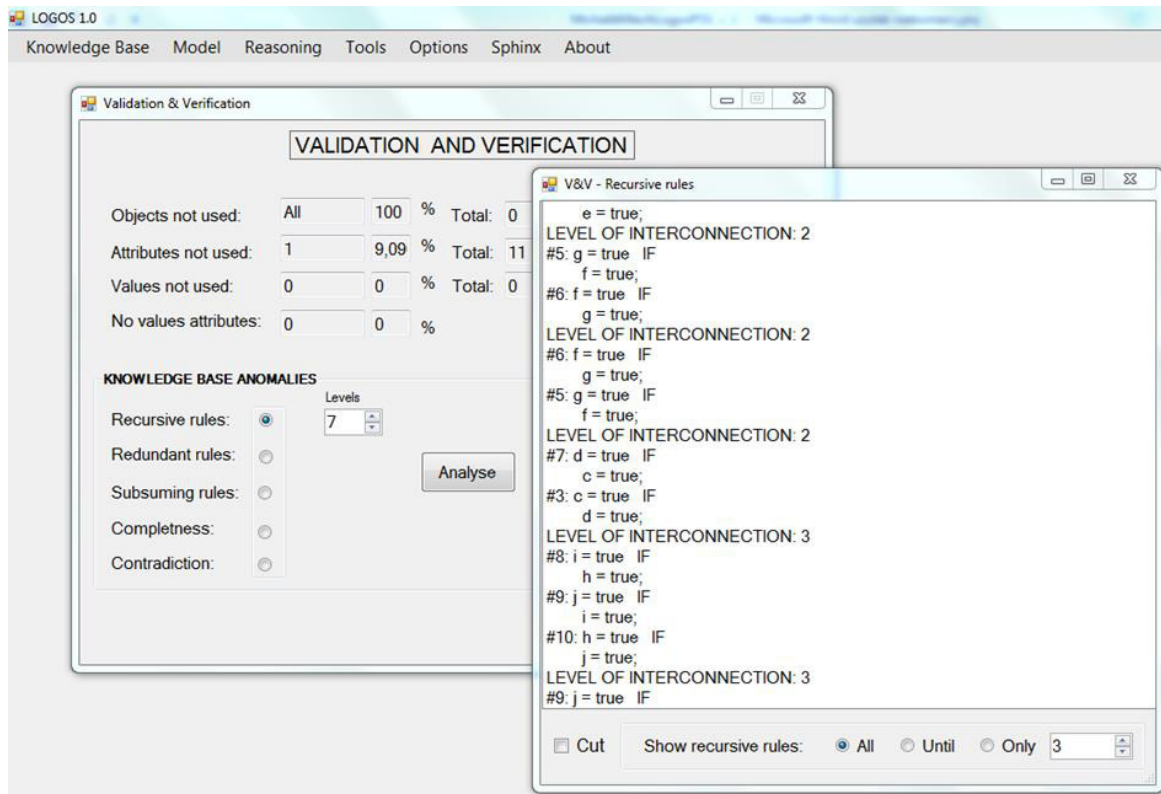 LOGOS 1.0
Knowledge Base Model Reasoning Tools Options Sphinx About
Validation & Verification
VALIDATION AND VERIFICATION
Objects not used: All 100 % Total: 0
Attributes not used: 1 9,09 % Total: 11
Values not used: 0 0 % Total: 0
No values attributes: 0 0 %
KNOWLEDGE BASE ANOMALIES
Levels
Recursive rules: 7
Redundant rules:
Subsuming rules:
Completness:
Contradiction:
Analyse
V&V - Recursive rules
e = true;
LEVEL OF INTERCONNECTION: 2
#5: g = true IF
f = true;
#6: f = true IF
g = true;
LEVEL OF INTERCONNECTION: 2
#6: f = true IF
g = true;
#5: g = true IF
f = true;
LEVEL OF INTERCONNECTION: 2
#7: d = true IF
c = true;
#3: c = true IF
d = true;
LEVEL OF INTERCONNECTION: 3
#8: i = true IF
h = true;
#9: j = true IF
i = true;
#10: h = true IF
j = true;
LEVEL OF INTERCONNECTION: 3
#9: j = true IF
Cut Show recursive rules: All Until Only 3